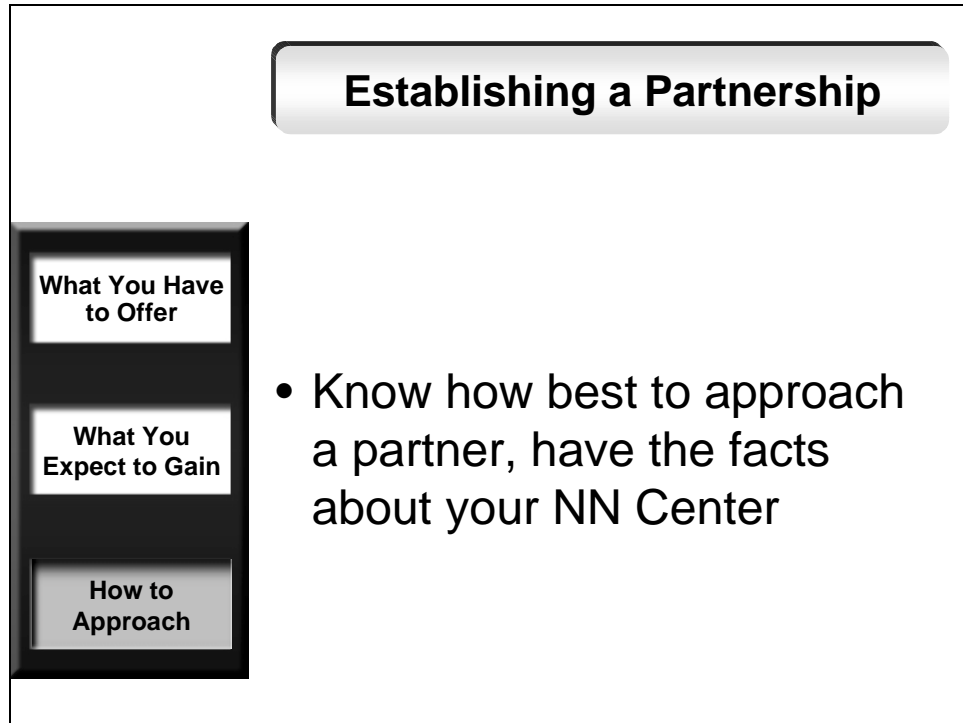 Establishing a Partnership
What You Have
to Offer
What You
Expect to Gain
How to
Approach
• Know how best to approach
a partner, have the facts
about your NN Center